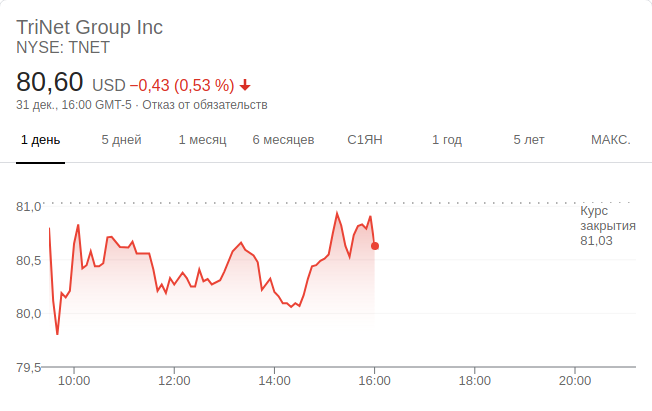 TriNet Group Inc
NYSE: TNET
80,60 USD −0,43 (0,53 %) ↓
31 дек., 16:00 GMT-5 · Отказ от обязательств
1 день 5 дней 1 месяц 6 месяцев С1ЯН 1 год 5 лет МАКС.
81,0
Курс
закрытия
81,03
80,5
80,0
79,5
10:00 12:00 14:00 16:00 18:00 20:00